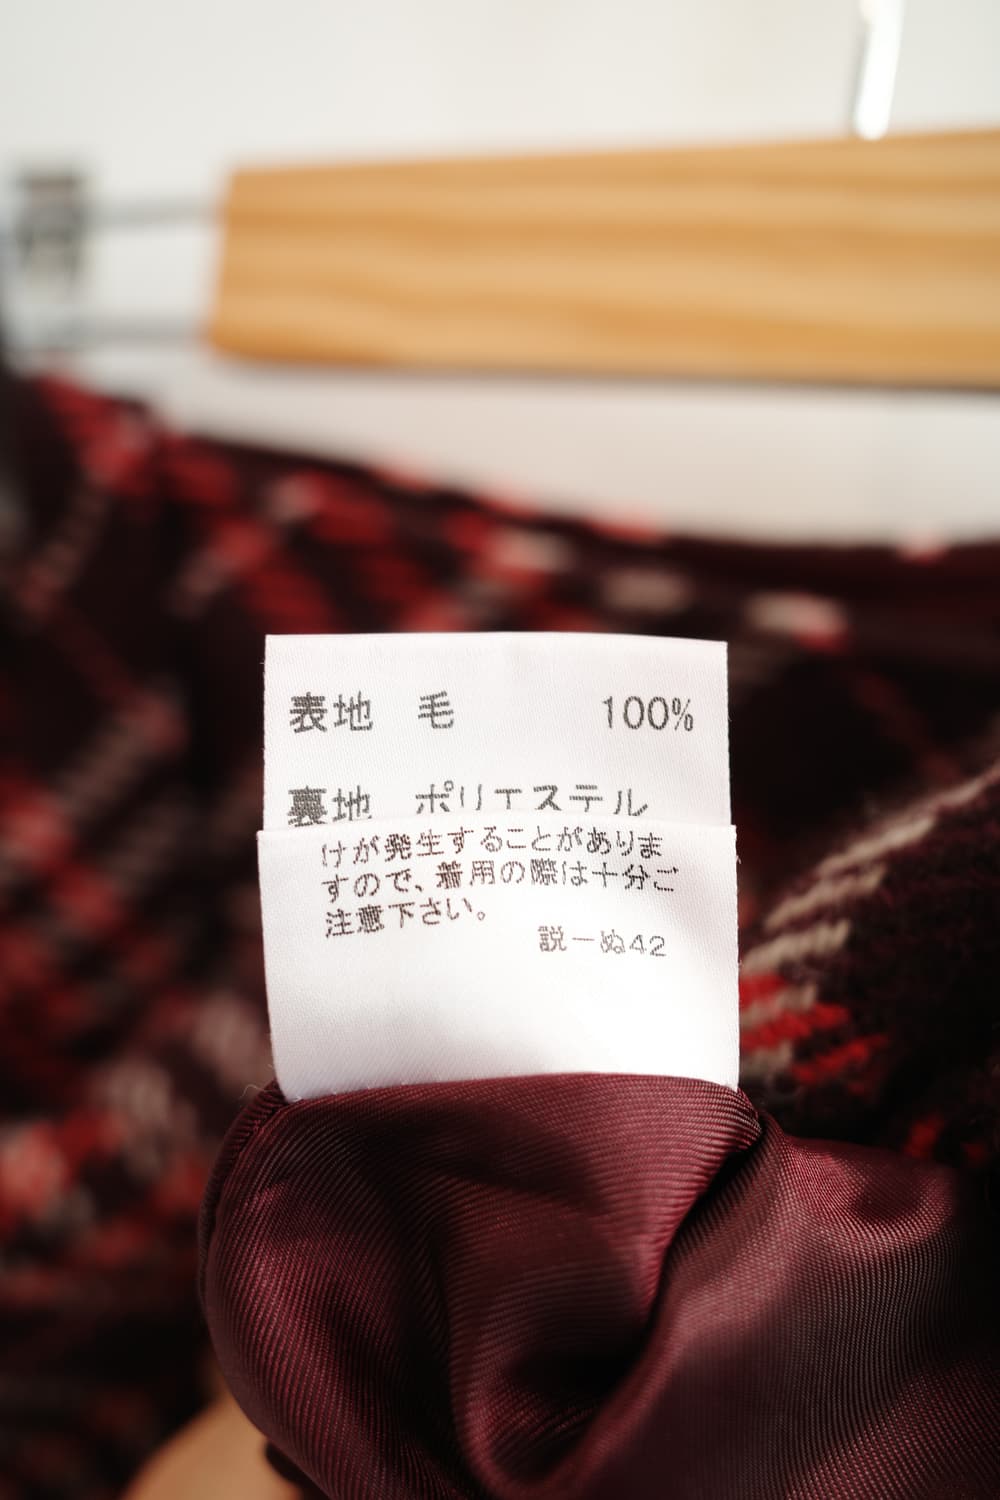 表地 毛 100%
裏地 ポリエステル
けが発生することがありま
すので、着用の際は十分ご
注意下さい。
説-ぬ42